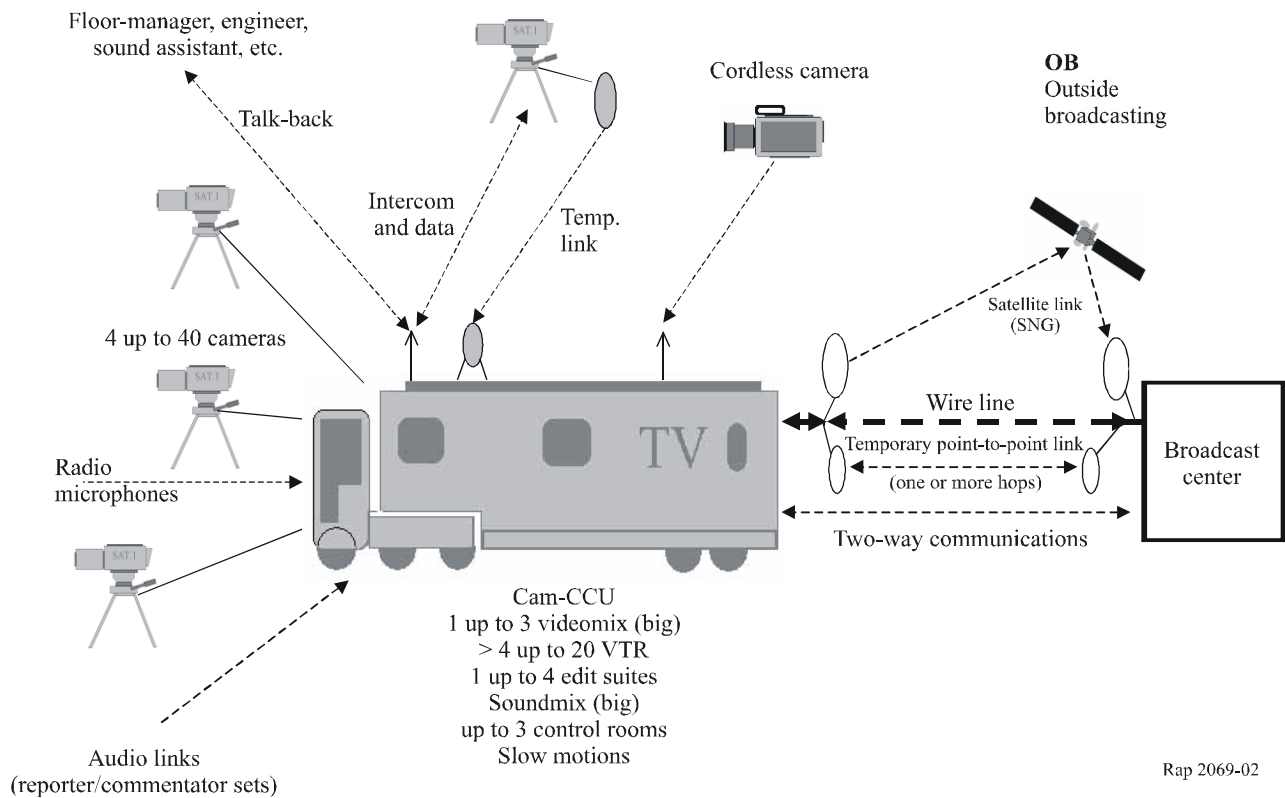 Floor-manager, engineer,
sound assistant, etc.
SAT.1
Cordless camera
OB
Outside
broadcasting
Talk-back
SAT.1
Intercom
and data
Temp.
link
Satellite link
(SNG)
4 up to 40 cameras
SAT.1
Wire line
TV
Temporary point-to-point link
(one or more hops)
Broadcast
center
Radio
microphones
Two-way communications
SAT.1
Cam-CCU
1 up to 3 videomix (big)
> 4 up to 20 VTR
1 up to 4 edit suites
Soundmix (big)
up to 3 control rooms
Slow motions
Audio links
(reporter/commentator sets)
Rap 2069-02